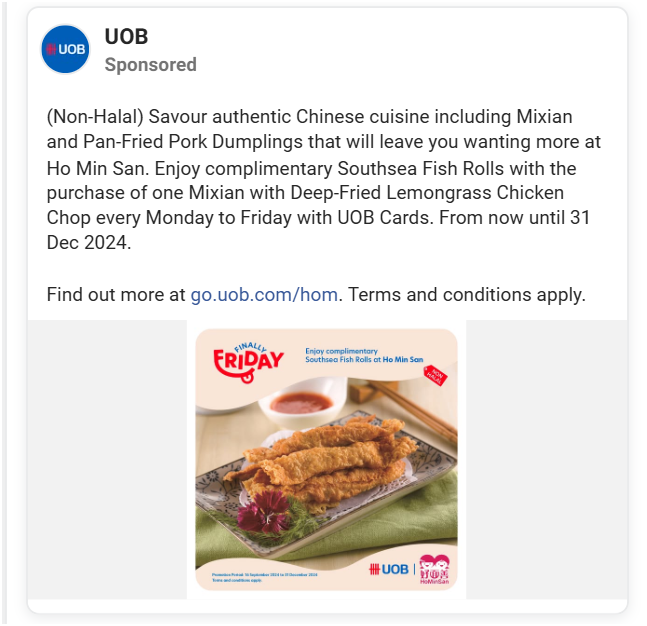 UOB
UOB
Sponsored
(Non-Halal) Savour authentic Chinese cuisine including Mixian
and Pan-Fried Pork Dumplings that will leave you wanting more at
Ho Min San. Enjoy complimentary Southsea Fish Rolls with the
purchase of one Mixian with Deep-Fried Lemongrass Chicken
Chop every Monday to Friday with UOB Cards. From now until 31
Dec 2024.
Find out more at go.uob.com/hom. Terms and conditions apply.
FINALLY
FRIDAY
Enjoy complimentary
Southsea Fish Rolls at Ho Min San
NON
HALAL
Promotion Period: 16 September 2024 to 31 December 2024
Terms and conditions apply.
UOB
HoMinSan